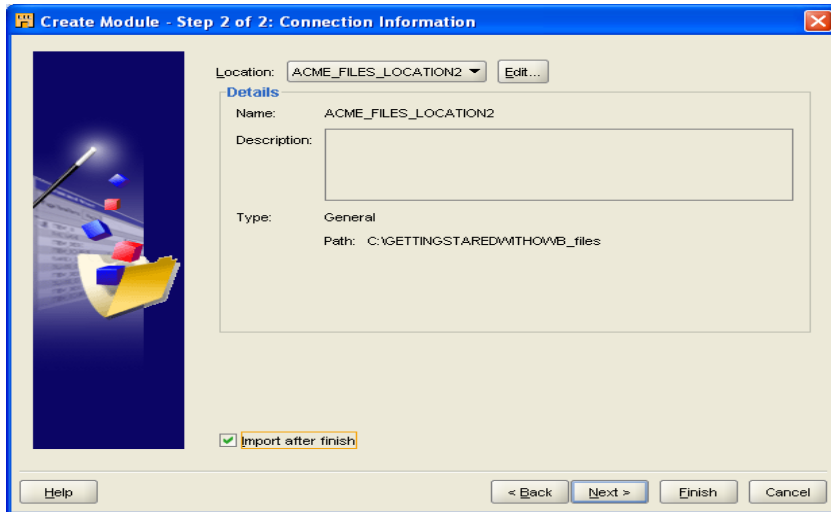 Create Module - Step 2 of 2: Connection Information
Location: ACME_FILES_LOCATION2 Edit...
Details
Name: ACME_FILES_LOCATION2
Description:
Type: General
Path: C:\GETTINGSTAREDWITHOWB_files
Import after finish
Help < Back Next > Finish Cancel